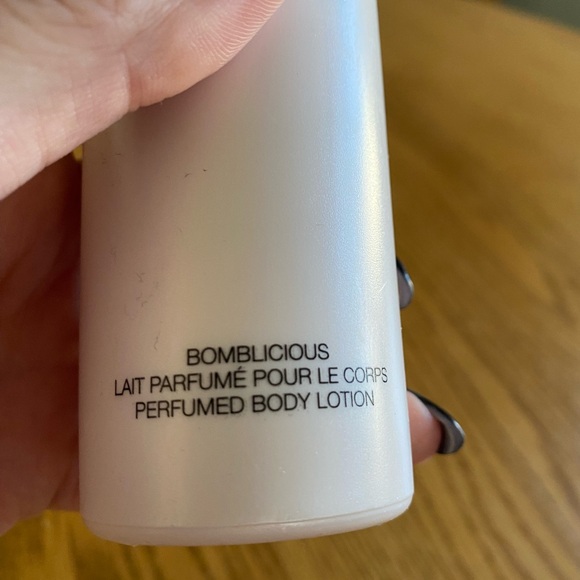 BOMBLICIOUS
LAIT PARFUMÉ POUR LE CORPS
PERFUMED BODY LOTION